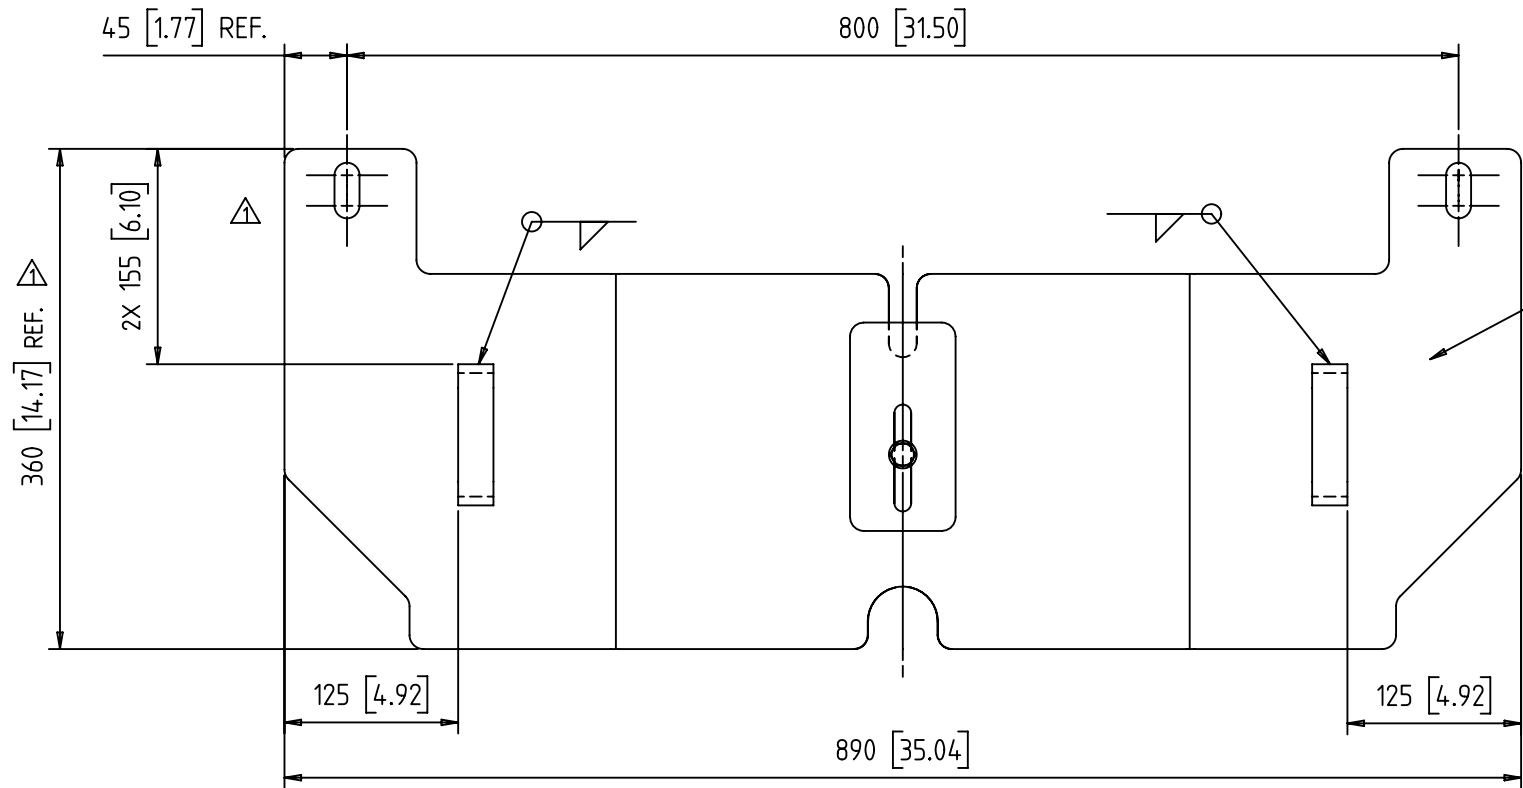 45 [1.77] REF.
800 [31.50]
2X 155 [6.10]
1
360 [14.17] REF. 1
125 [4.92]
125 [4.92]
890 [35.04]